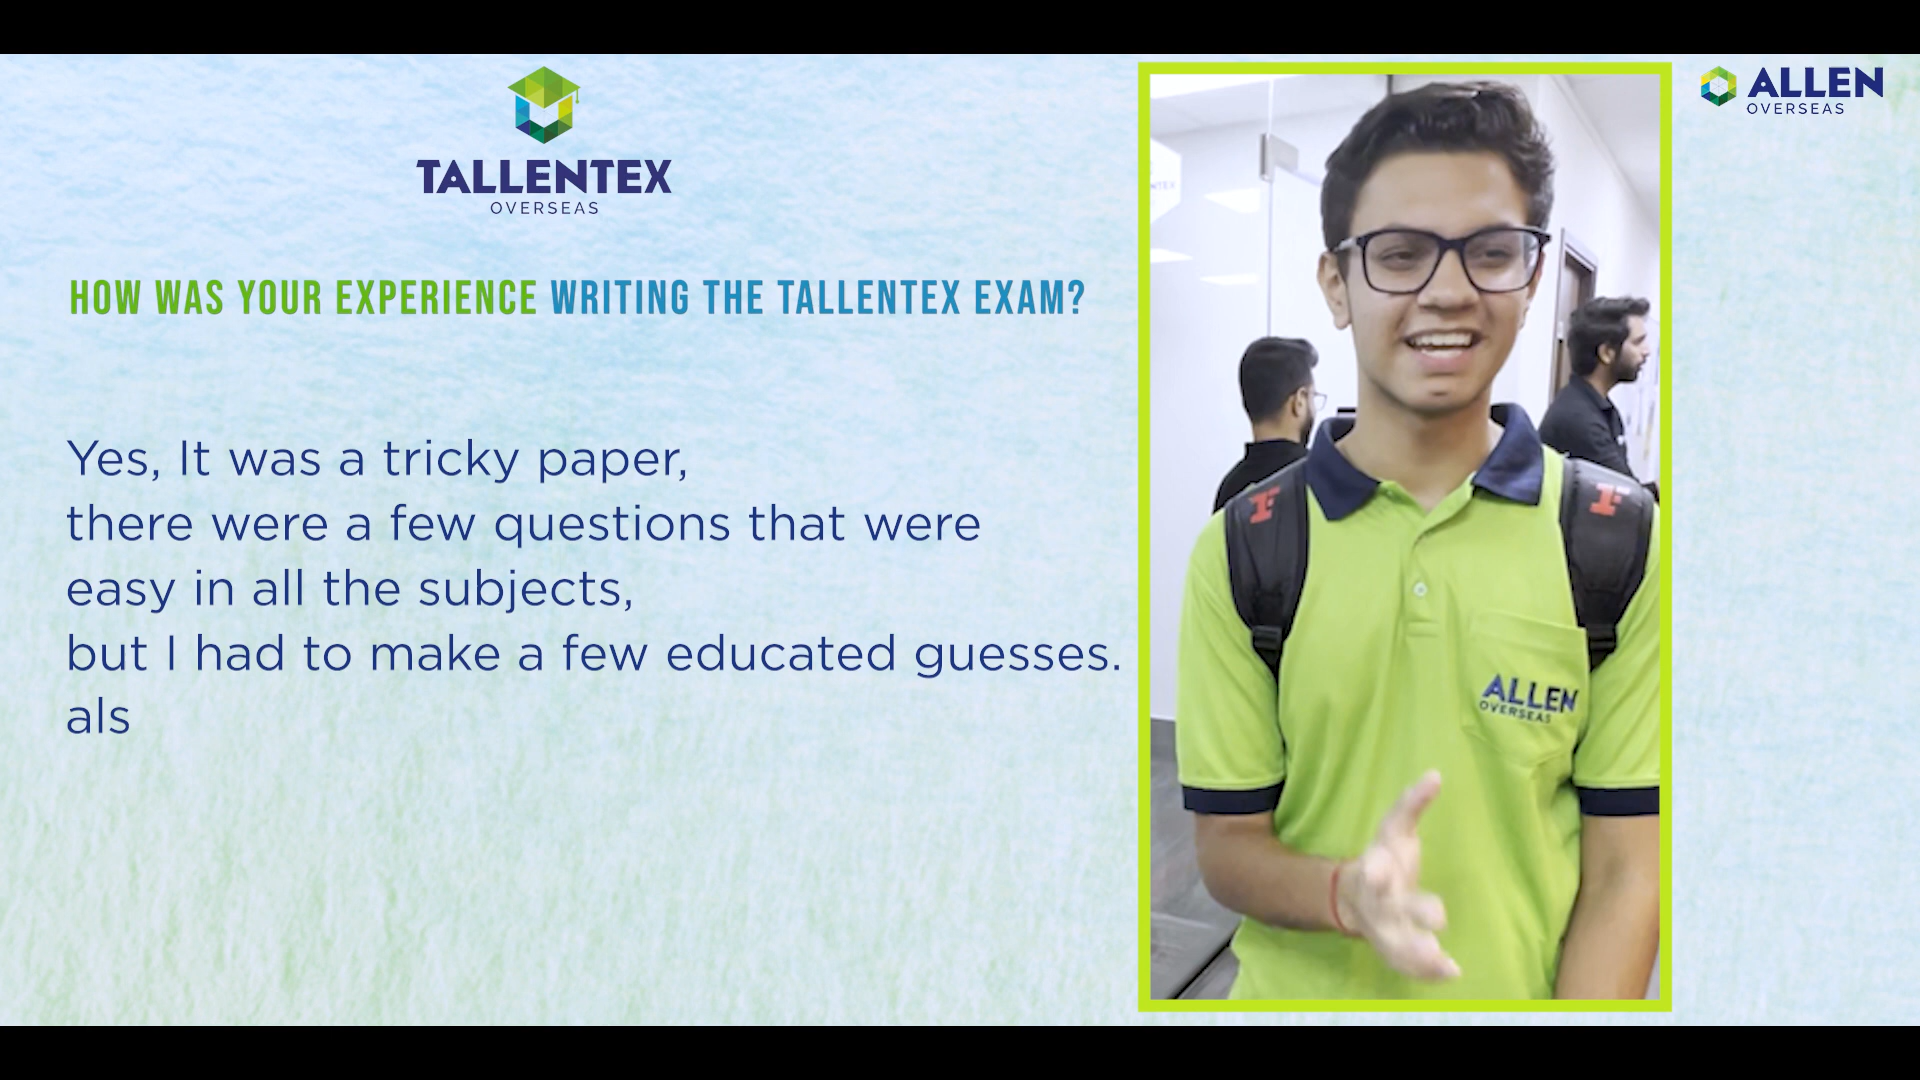 TALLENTEX
OVERSEAS
ALLEN
OVERSEAS
HOW WAS YOUR EXPERIENCE WRITING THE TALLENTEX EXAM?
Yes, It was a tricky paper,
there were a few questions that were
easy in all the subjects,
but I had to make a few educated guesses.
als
ALLEN
OVERSEAS